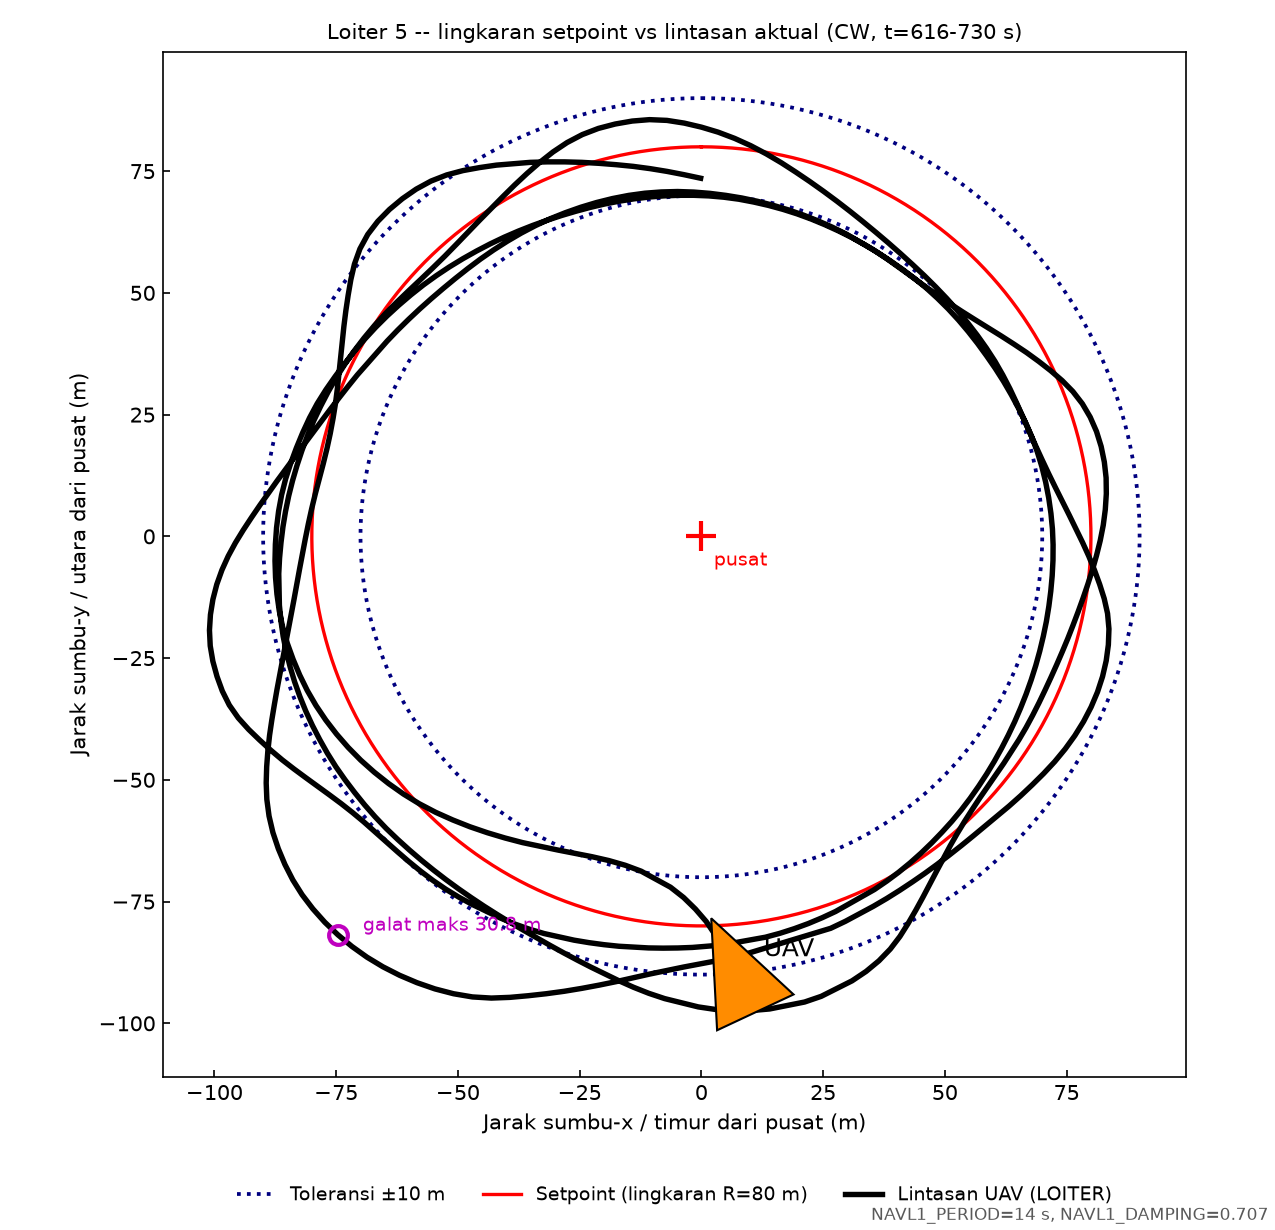 Loiter 5 -- lingkaran setpoint vs lintasan aktual (CW, t=616-730 s)
Jarak sumbu-y / utara dari pusat (m)
75
50
25
0
−25
−50
−75
−100
pusat
galat maks 30.8 m
UAV
−100 −75 −50 −25 0 25 50 75
Jarak sumbu-x / timur dari pusat (m)
Toleransi ±10 m Setpoint (lingkaran R=80 m) Lintasan UAV (LOITER)
NAVL1_PERIOD=14 s, NAVL1_DAMPING=0.707